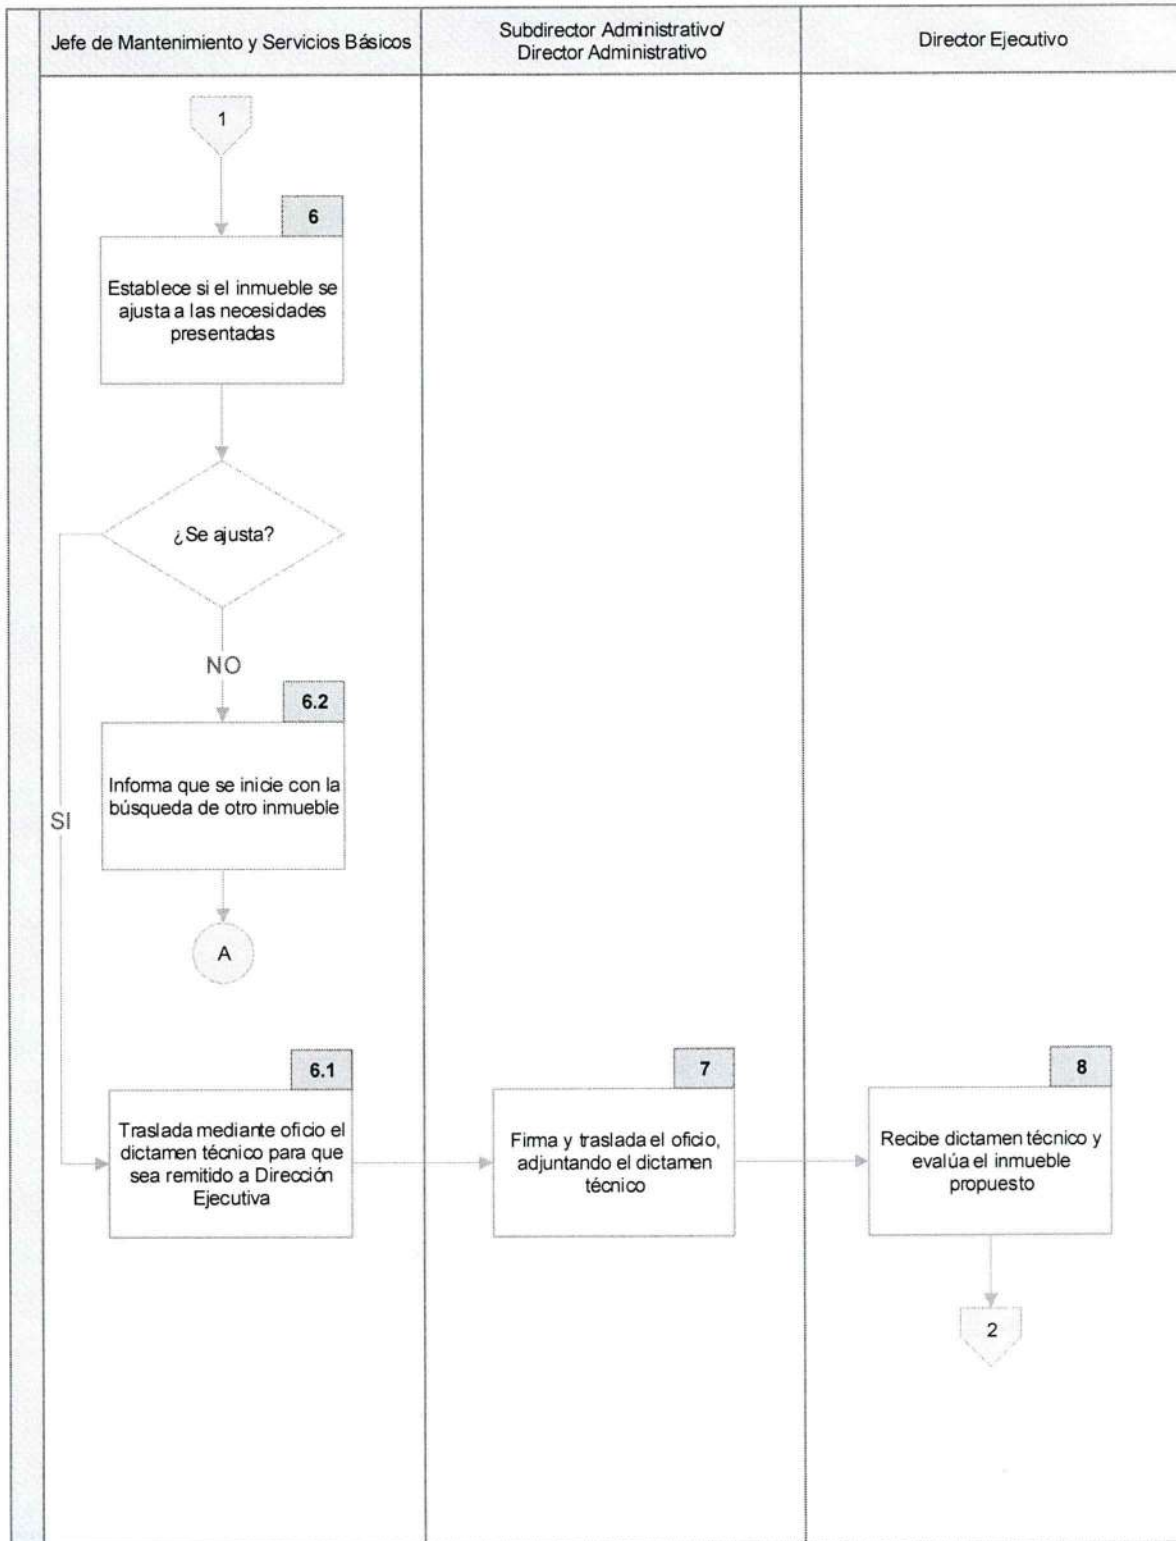 Jefe de Mantenimiento y Servicios Básicos
Subdirector Administrativo/
Director Administrativo
Director Ejecutivo
1
6
Establece si el inmueble se
ajusta a las necesidades
presentadas
¿Se ajusta?
NO
6.2
Informa que se inicie con la
búsqueda de otro inmueble
SI
A
6.1
Traslada mediante oficio el
dictamen técnico para que
sea remitido a Dirección
Ejecutiva
7
Firma y traslada el oficio,
adjuntando el dictamen
técnico
8
Recibe dictamen técnico y
evalúa el inmueble
propuesto
2